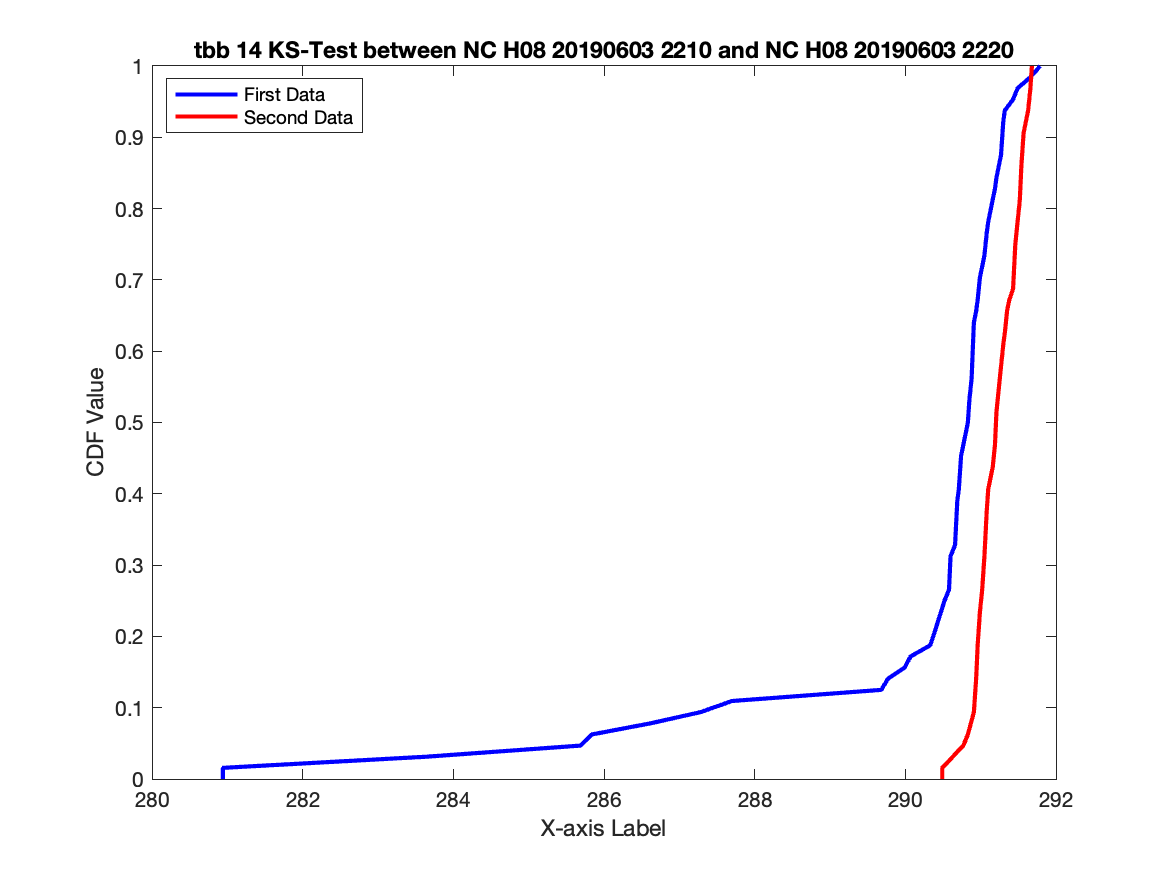 tbb 14 KS-Test between NC H08 20190603 2210 and NC H08 20190603 2220
First Data
Second Data
1
0.9
0.8
0.7
0.6
0.5
0.4
0.3
0.2
0.1
0
CDF Value
280 282 284 286 288 290 292
X-axis Label